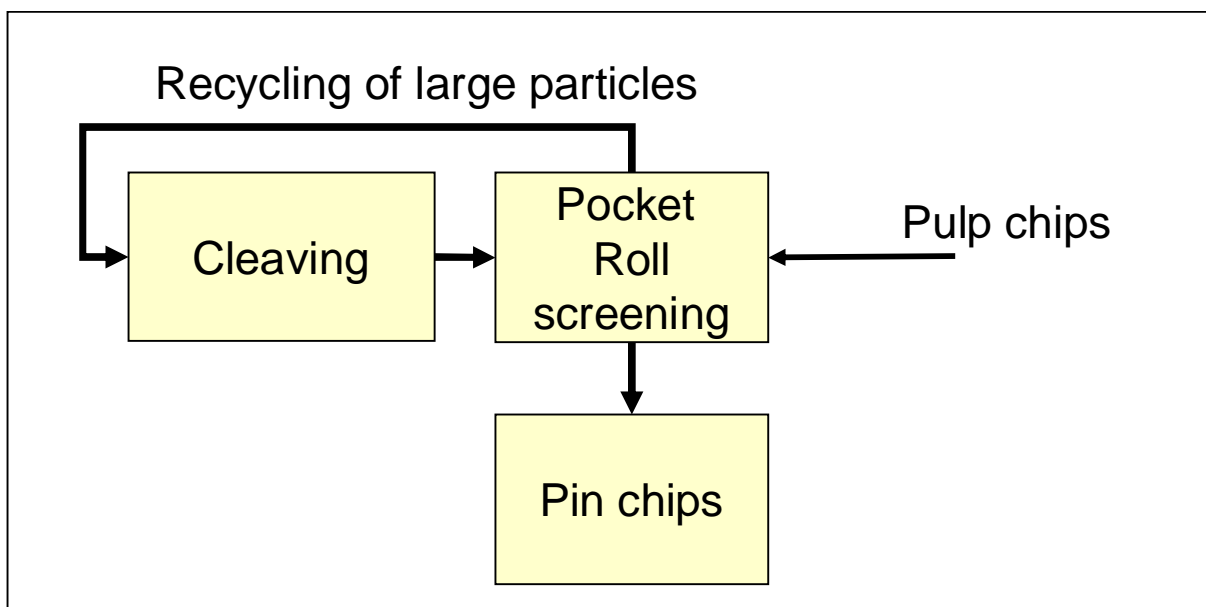 Recycling of large particles
Cleaving
Pocket
Roll
screening
Pulp chips
Pin chips